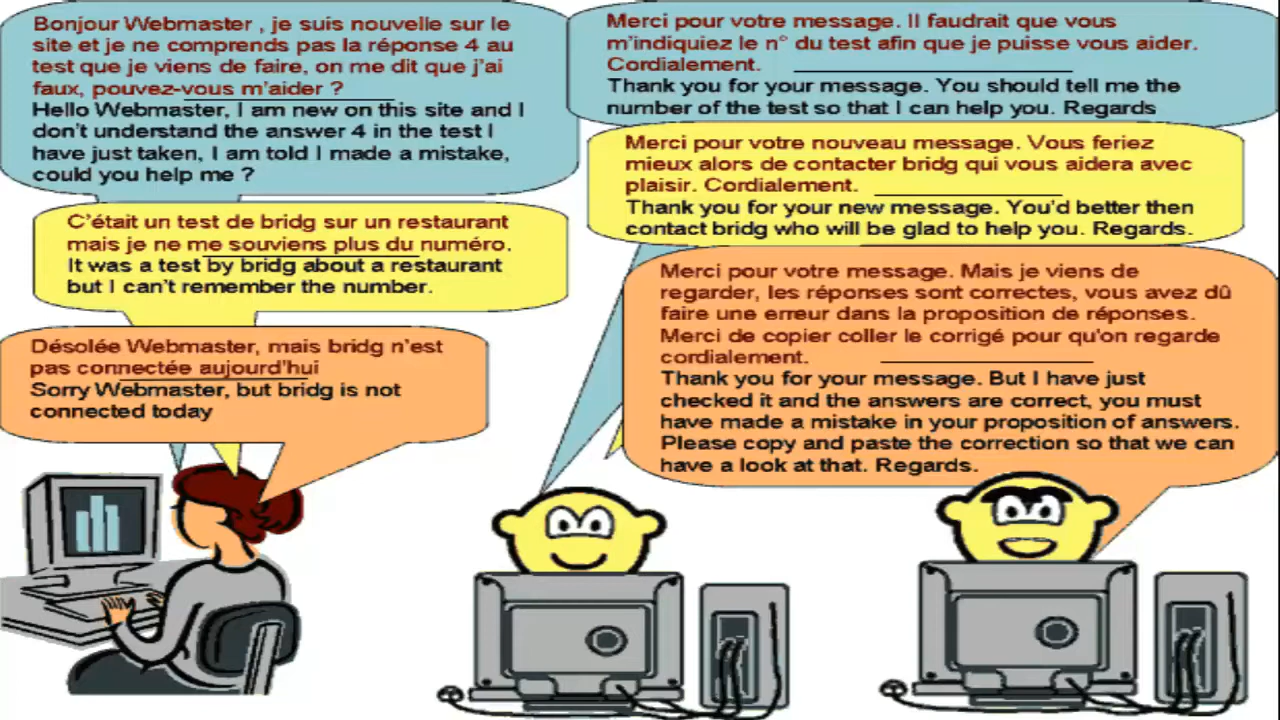 Bonjour Webmaster , je suis nouvelle sur le
site et je ne comprends pas la réponse 4 au
test que je viens de faire, on me dit que j'ai
faux, pouvez-vous m'aider ?
Hello Webmaster, I am new on this site and I
don't understand the answer 4 in the test I
have just taken, I am told I made a mistake,
could you help me ?
Merci pour votre message. Il faudrait que vous
m'indiquiez le n° du test afin que je puisse vous aider.
Cordialement.
Thank you for your message. You should tell me the
number of the test so that I can help you. Regards
C'était un test de bridg sur un restaurant
mais je ne me souviens plus du numéro.
It was a test by bridg about a restaurant
but I can't remember the number.
Merci pour votre nouveau message. Vous feriez
mieux alors de contacter bridg qui vous aidera avec
plaisir. Cordialement.
Thank you for your new message. You'd better then
contact bridg who will be glad to help you. Regards.
Désolée Webmaster, mais bridg n'est
pas connectée aujourd'hui
Sorry Webmaster, but bridg is not
connected today
Merci pour votre message. Mais je viens de
regarder, les réponses sont correctes, vous avez dû
faire une erreur dans la proposition de réponses.
Merci de copier coller le corrigé pour qu'on regarde
cordialement.
Thank you for your message. But I have just
checked it and the answers are correct, you must
have made a mistake in your proposition of answers.
Please copy and paste the correction so that we can
have a look at that. Regards.